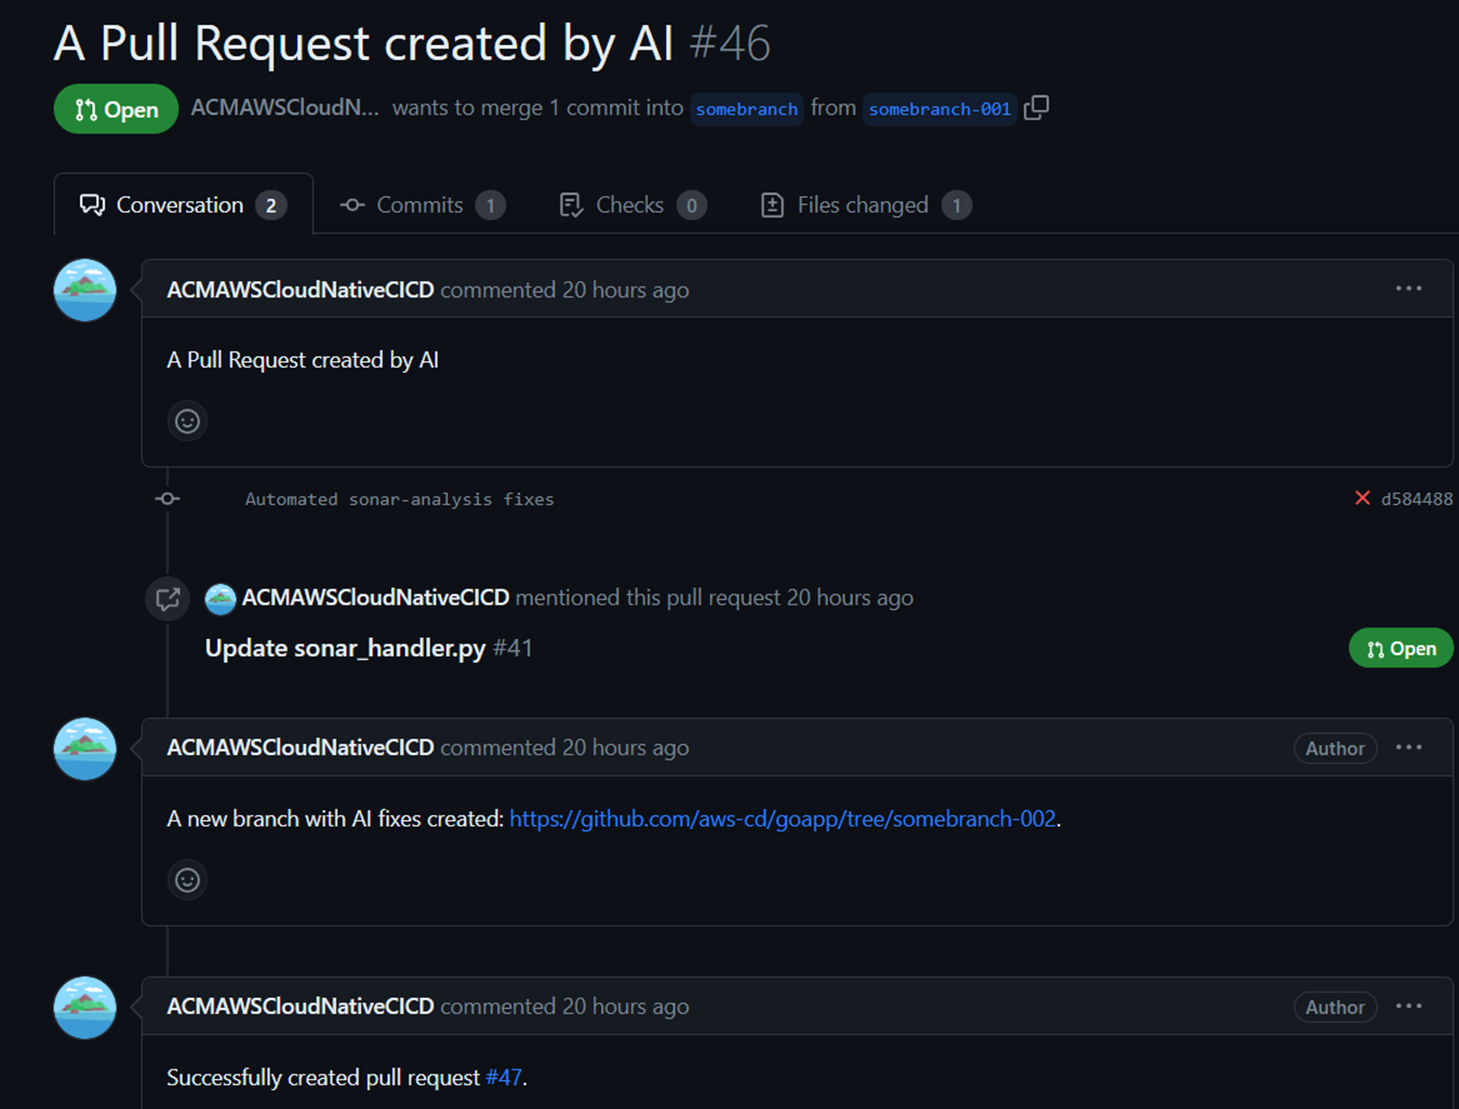 A Pull Request created by AI #46
Open ACMAWSCloudN... wants to merge 1 commit into somebranch from somebranch-001
Conversation 2 Commits 1 Checks 0 Files changed 1
ACMAWSCloudNativeCICD commented 20 hours ago
A Pull Request created by AI
Automated sonar-analysis fixes d584488
ACMAWSCloudNativeCICD mentioned this pull request 20 hours ago
Update sonar_handler.py #41 Open
ACMAWSCloudNativeCICD commented 20 hours ago Author
A new branch with AI fixes created: https://github.com/aws-cd/goapp/tree/somebranch-002.
ACMAWSCloudNativeCICD commented 20 hours ago Author
Successfully created pull request #47.